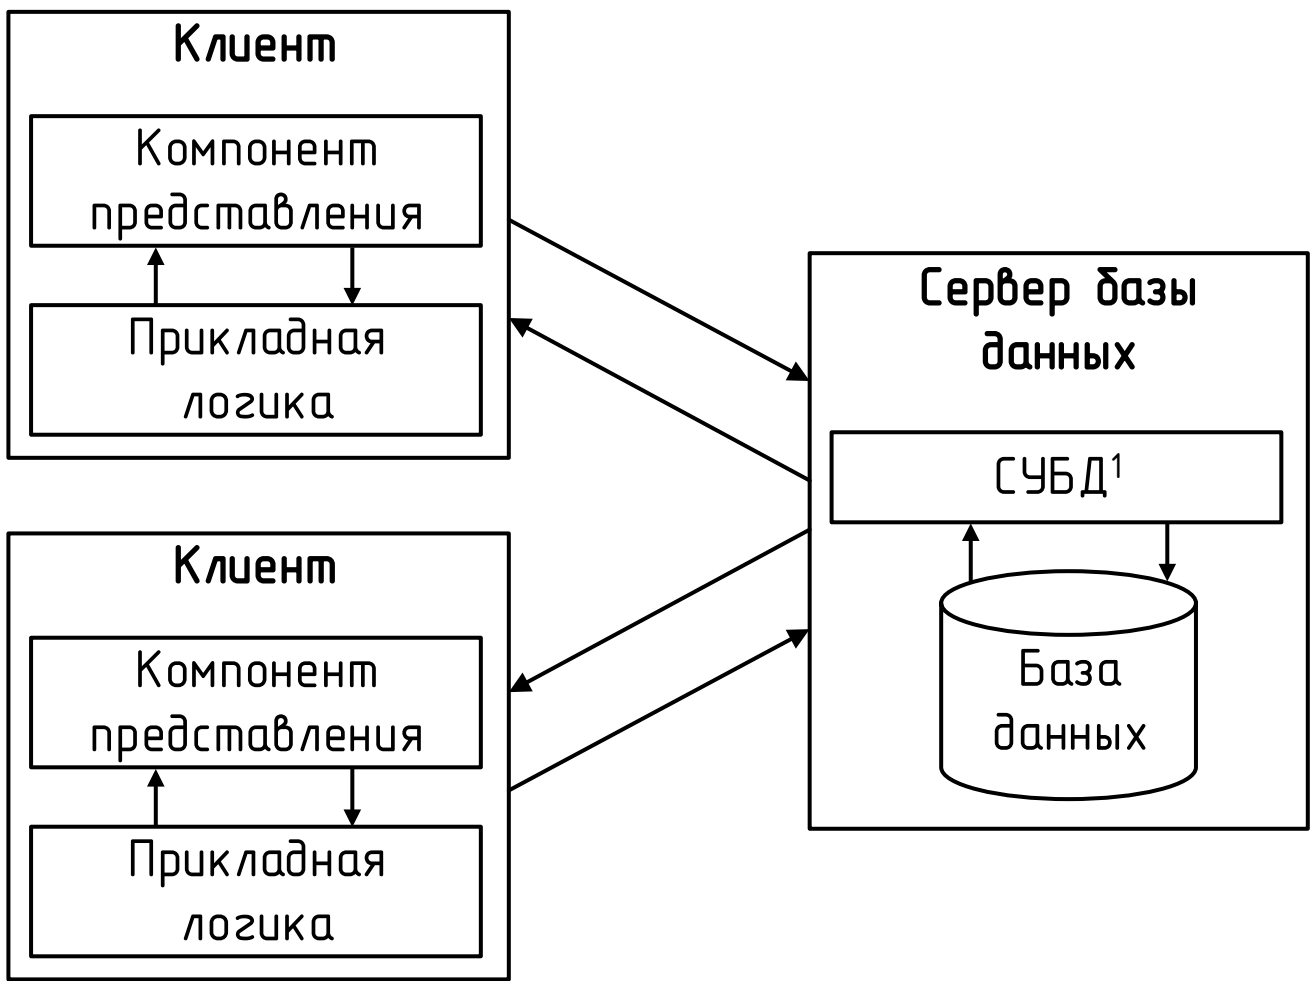 Клиент
Компонент
представления
Прикладная
логика
Сервер базы
данных
СУБД¹
База
данных
Клиент
Компонент
представления
Прикладная
логика